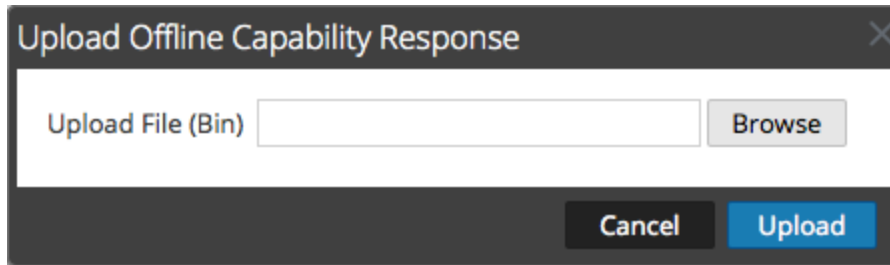 Upload Offline Capability Response
Upload File (Bin)
Browse
Cancel
Upload